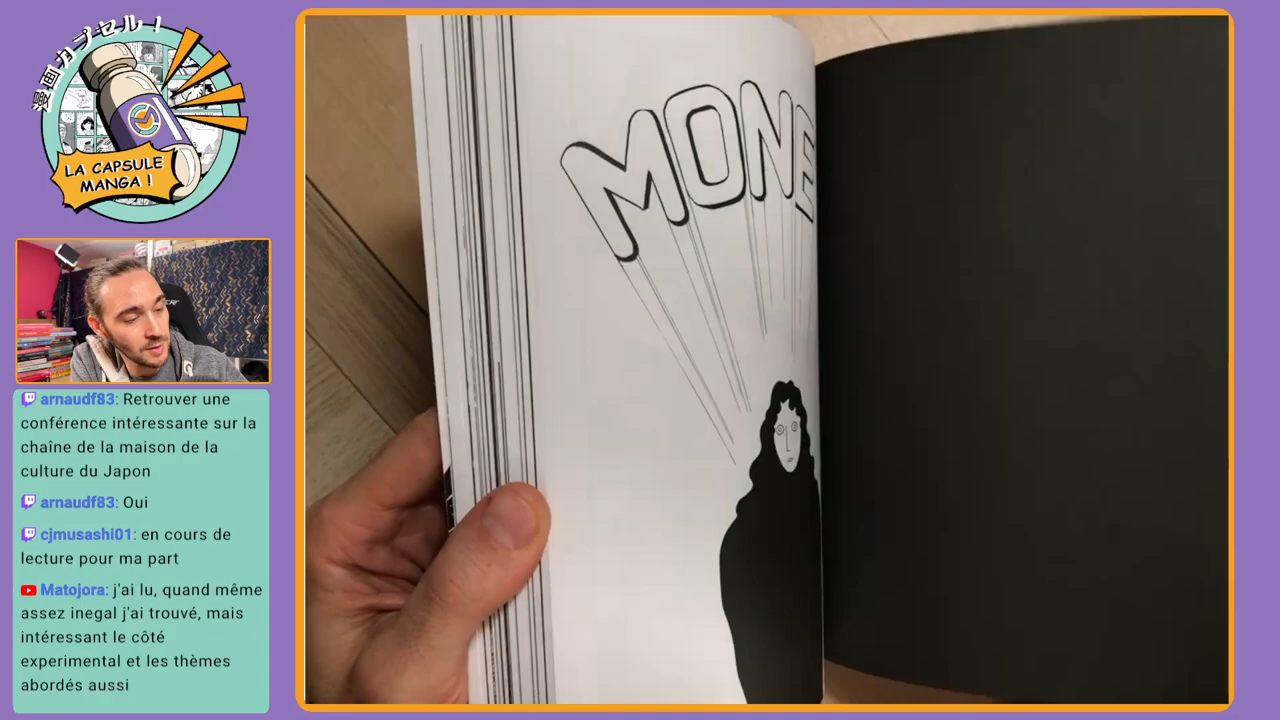 漫画カプセル！
LA CAPSULE
MANGA !
MONE
arnaudf83: Retrouver une
conférence intéressante sur la
chaîne de la maison de la
culture du Japon
arnaudf83: Oui
cjmusashi01: en cours de
lecture pour ma part
Matojora: j'ai lu, quand même
assez inegal j'ai trouvé, mais
intéressant le côté
experimental et les thèmes
abordés aussi